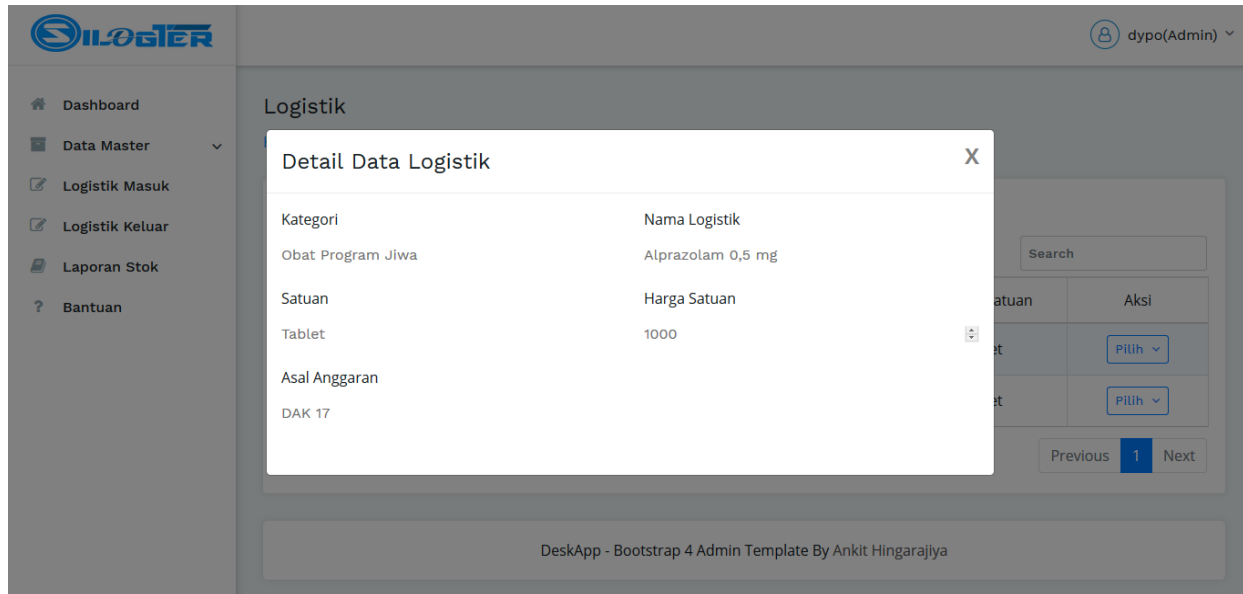 SILOGTER
dypo(Admin)
Dashboard
Data Master
Logistik Masuk
Logistik Keluar
Laporan Stok
Bantuan
Logistik
Detail Data Logistik X
Kategori Nama Logistik
Obat Program Jiwa Alprazolam 0,5 mg
Satuan Harga Satuan
Tablet 1000
Asal Anggaran
DAK 17
Search
Aksi
Pilih
Pilih
Previous 1 Next
DeskApp - Bootstrap 4 Admin Template By Ankit Hingarajiya